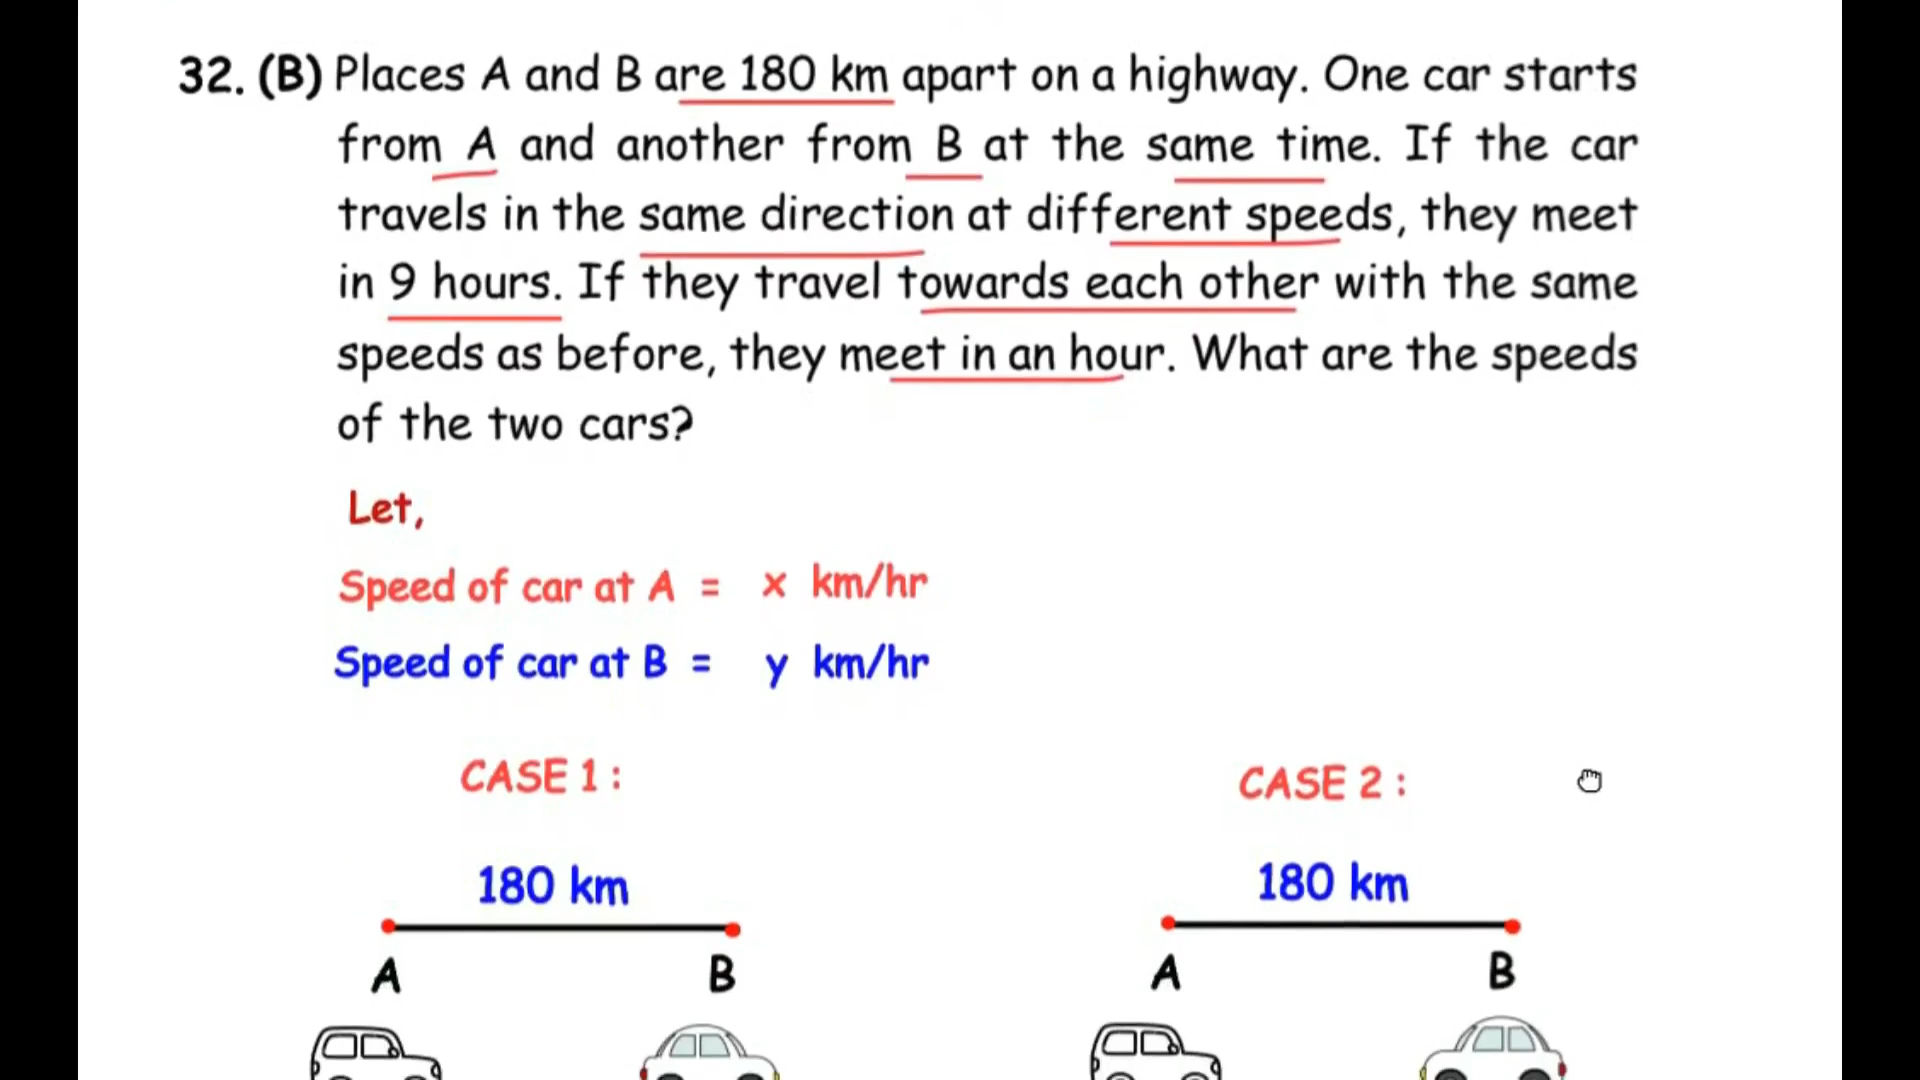 32. (B) Places A and B are 180 km apart on a highway. One car starts
from A and another from B at the same time. If the car
travels in the same direction at different speeds, they meet
in 9 hours. If they travel towards each other with the same
speeds as before, they meet in an hour. What are the speeds
of the two cars?
Let,
Speed of car at A = x km/hr
Speed of car at B = y km/hr
CASE 1 :
CASE 2 :
180 km
180 km
A B
A B